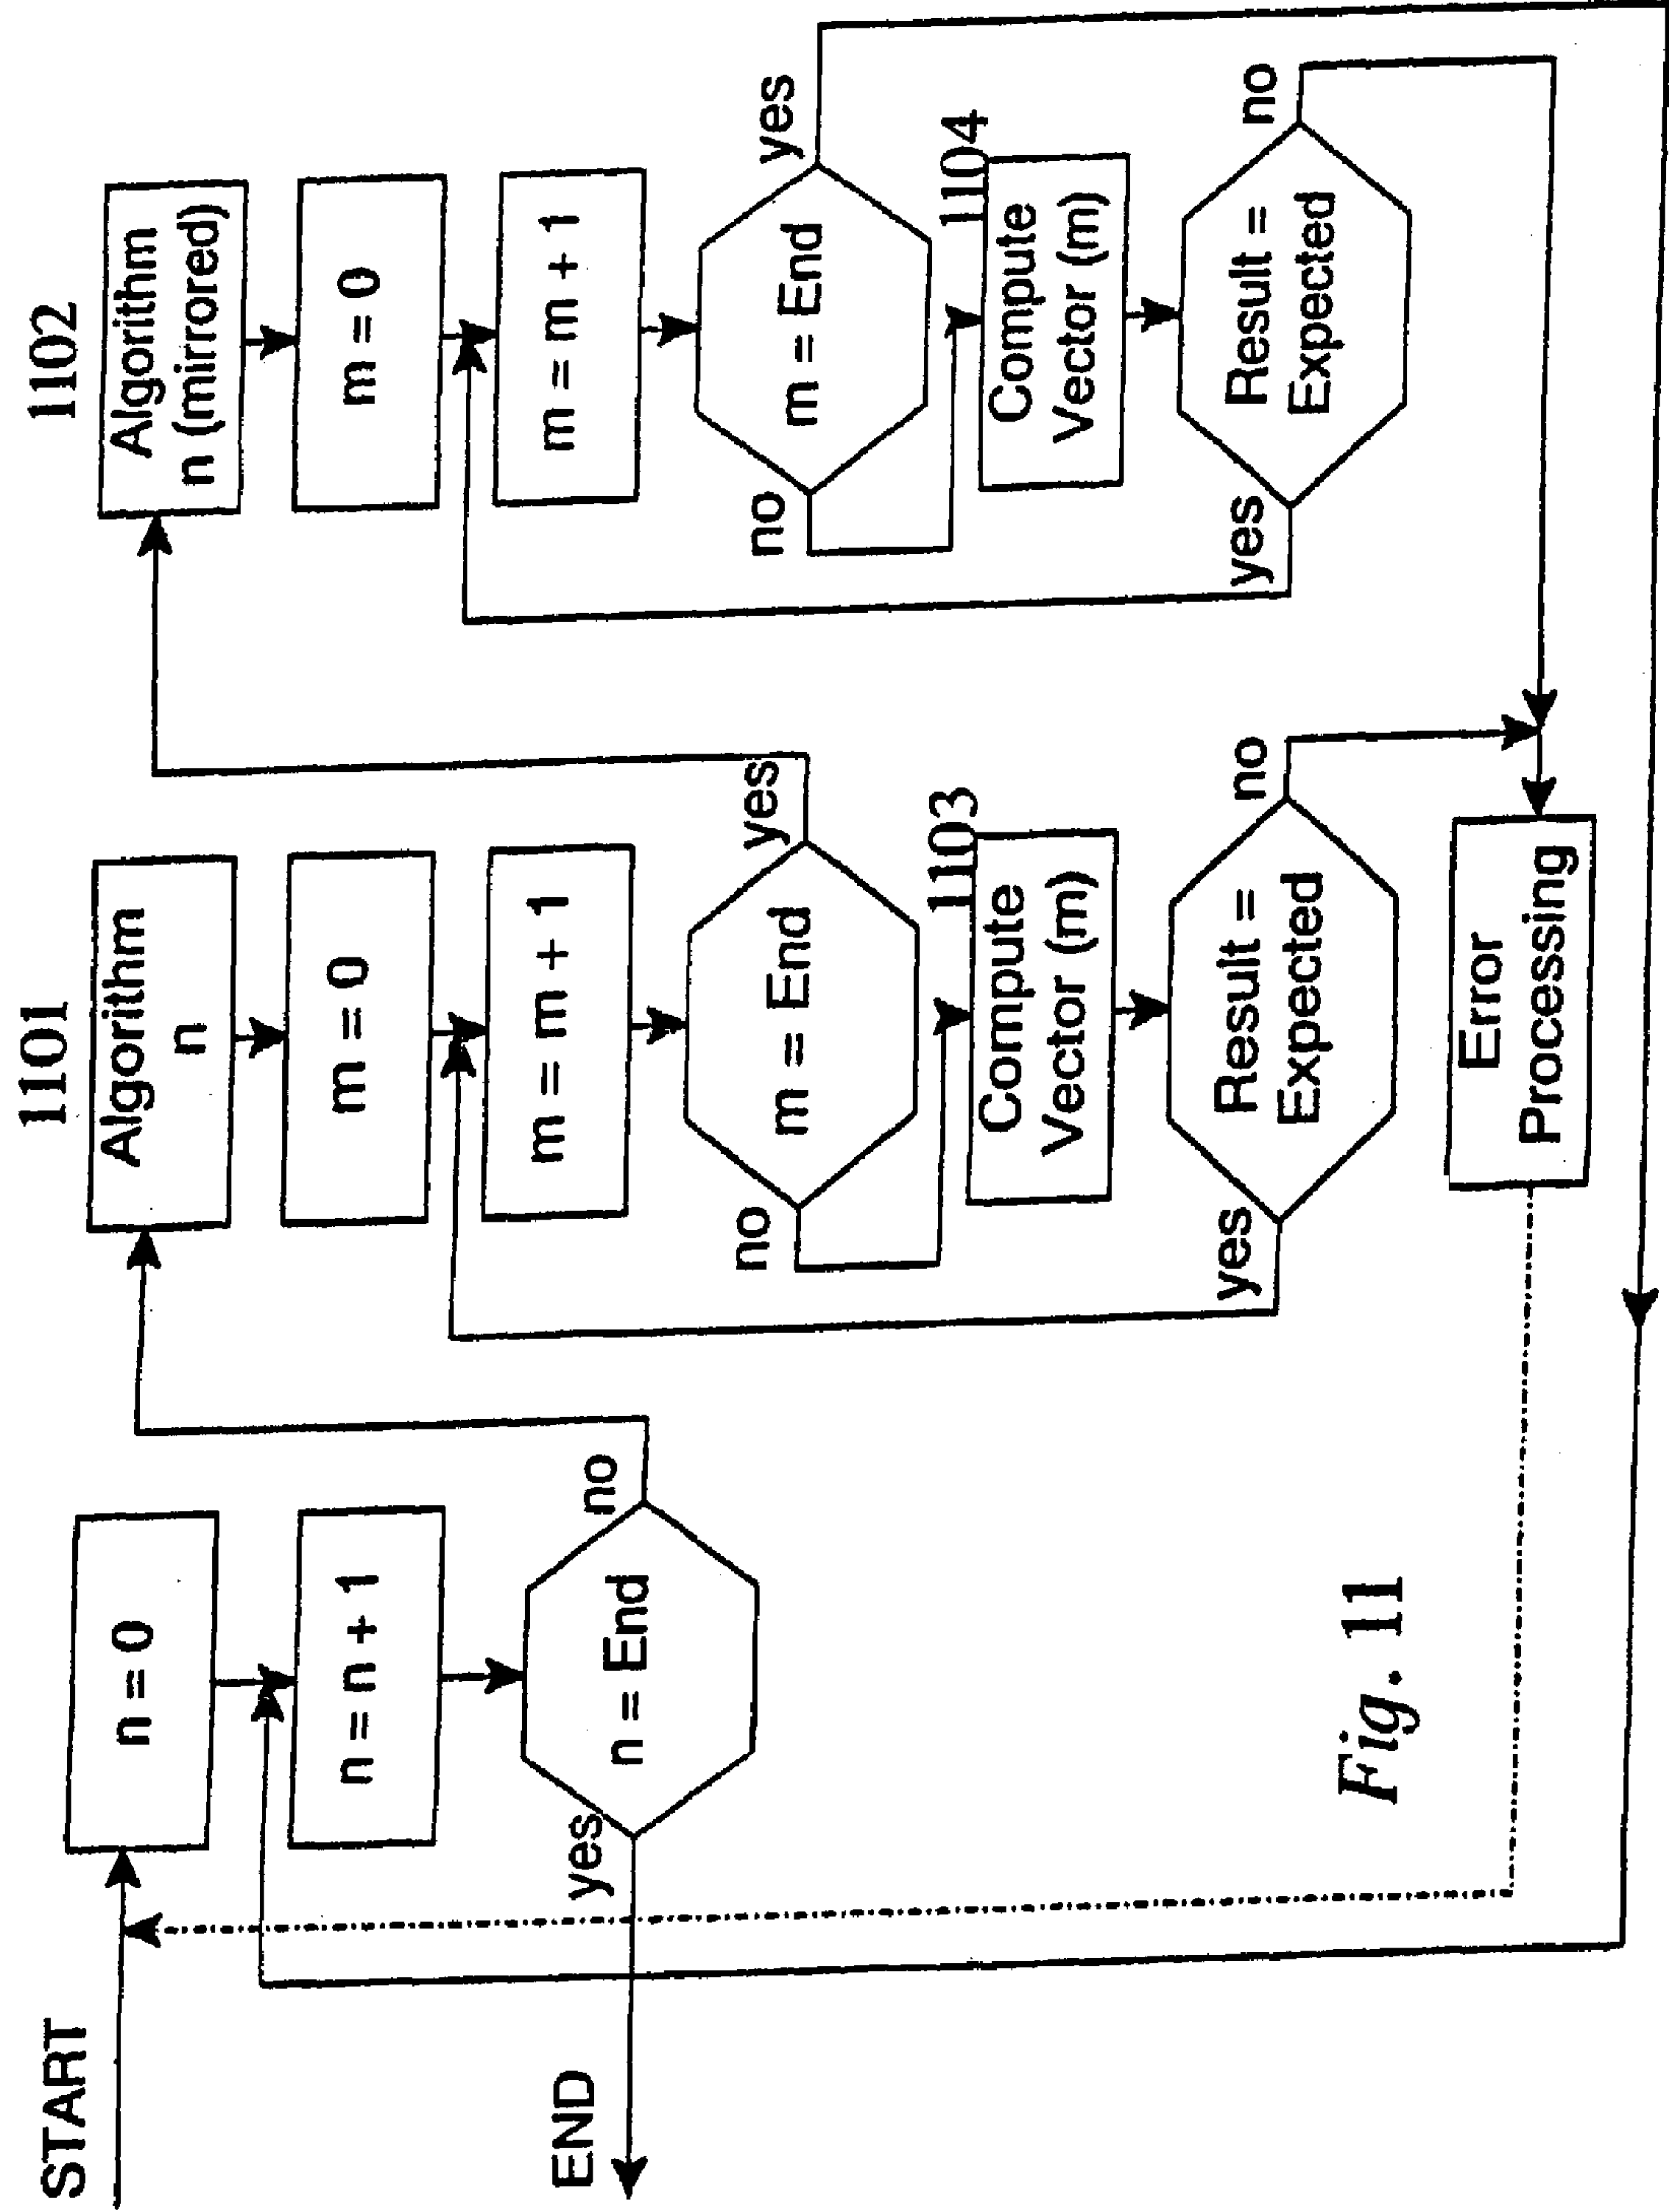 START
n = 0
n = n + 1
n = End
yes
no
END
1101
Algorithm
n
m = 0
m = m + 1
m = End
no
yes
1103
Compute
Vector (m)
Result =
Expected
yes
no
Error
Processing
1102
Algorithm
n (mirrored)
m = 0
m = m + 1
m = End
no
yes
1104
Compute
Vector (m)
Result =
Expected
yes
no
Fig. 11